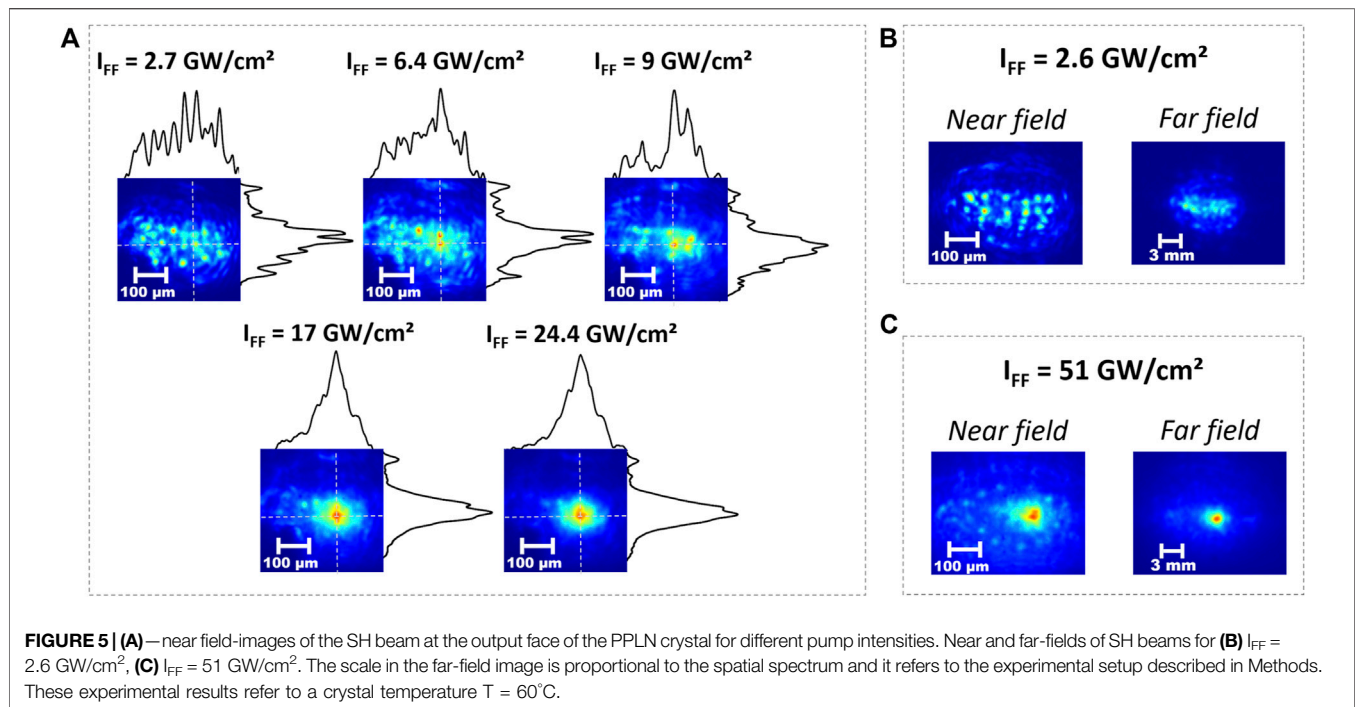 A
I_FF = 2.7 GW/cm²
I_FF = 6.4 GW/cm²
I_FF = 9 GW/cm²
100 µm
100 µm
100 µm
I_FF = 17 GW/cm²
I_FF = 24.4 GW/cm²
100 µm
100 µm
B
I_FF = 2.6 GW/cm²
Near field
Far field
100 µm
3 mm
C
I_FF = 51 GW/cm²
Near field
Far field
100 µm
3 mm
FIGURE 5 | (A)—near field-images of the SH beam at the output face of the PPLN crystal for different pump intensities. Near and far-fields of SH beams for (B) I_FF =
2.6 GW/cm², (C) I_FF = 51 GW/cm². The scale in the far-field image is proportional to the spatial spectrum and it refers to the experimental setup described in Methods.
These experimental results refer to a crystal temperature T = 60°C.